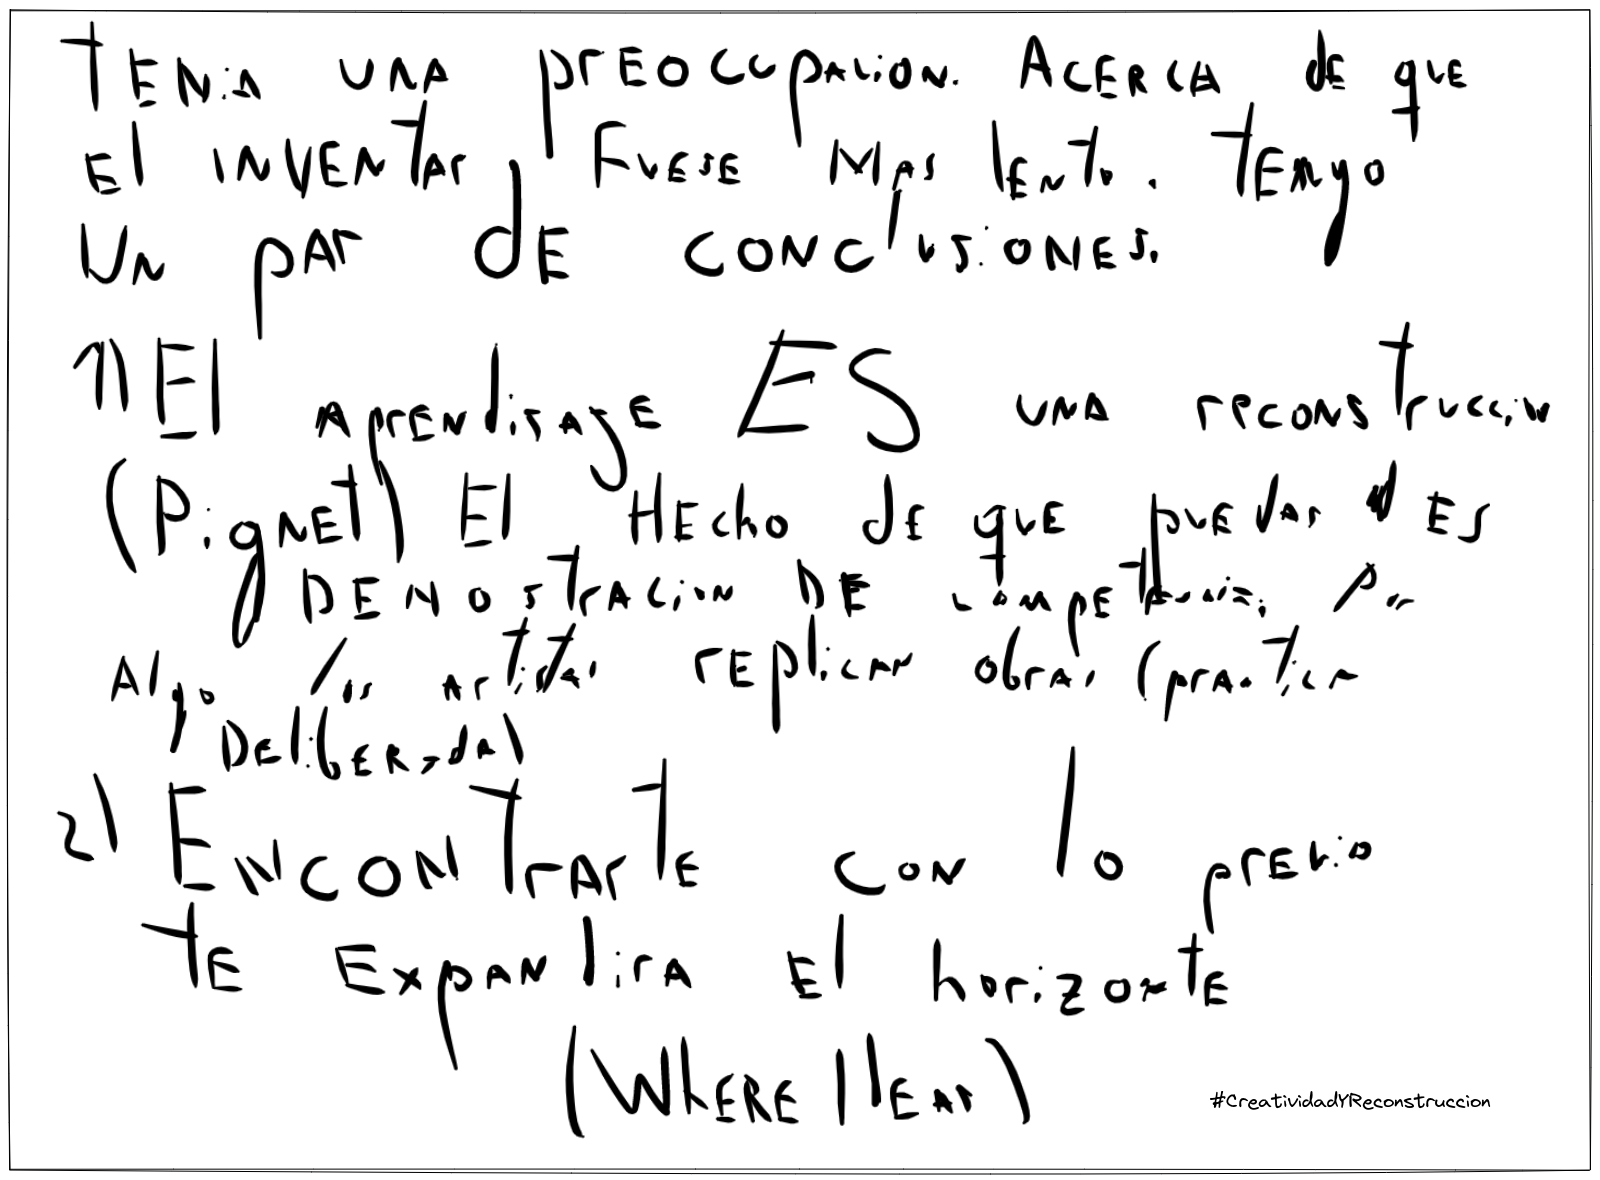 tenia una preocupacion. Acerca de que
el inventar fuese mas lento. tengo
Un par de conclusiones.
1) El aprendisaje ES una reconstruccion
(Piagnet) El Hecho de que puedas es
Demostracion DE competencia. Por
Algo los artistas replican obras (practica
Deliberada)
2) Encontrarte con lo previo
te expandira el horizonte
(Where Ideas)
#CreatividadYReconstruccion